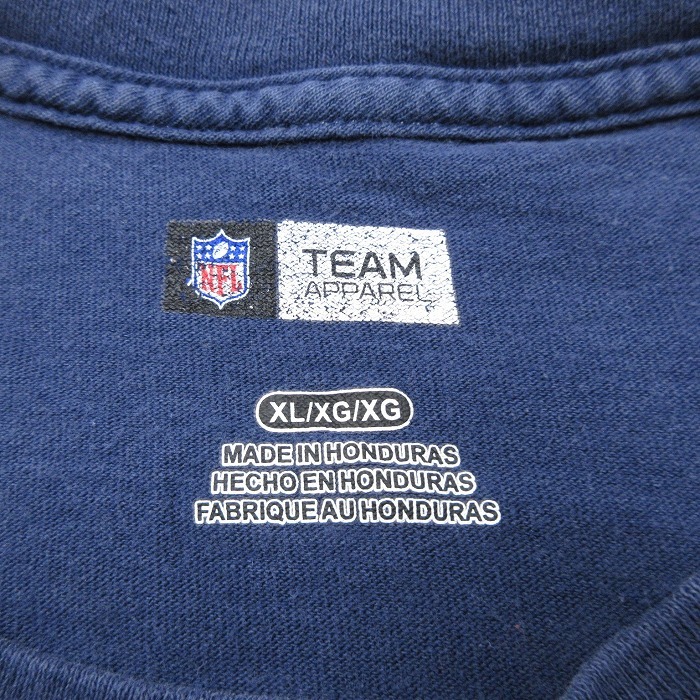 NFL
TEAM
APPAREL
XL/XG/XG
MADE IN HONDURAS
HECHO EN HONDURAS
FABRIQUE AU HONDURAS